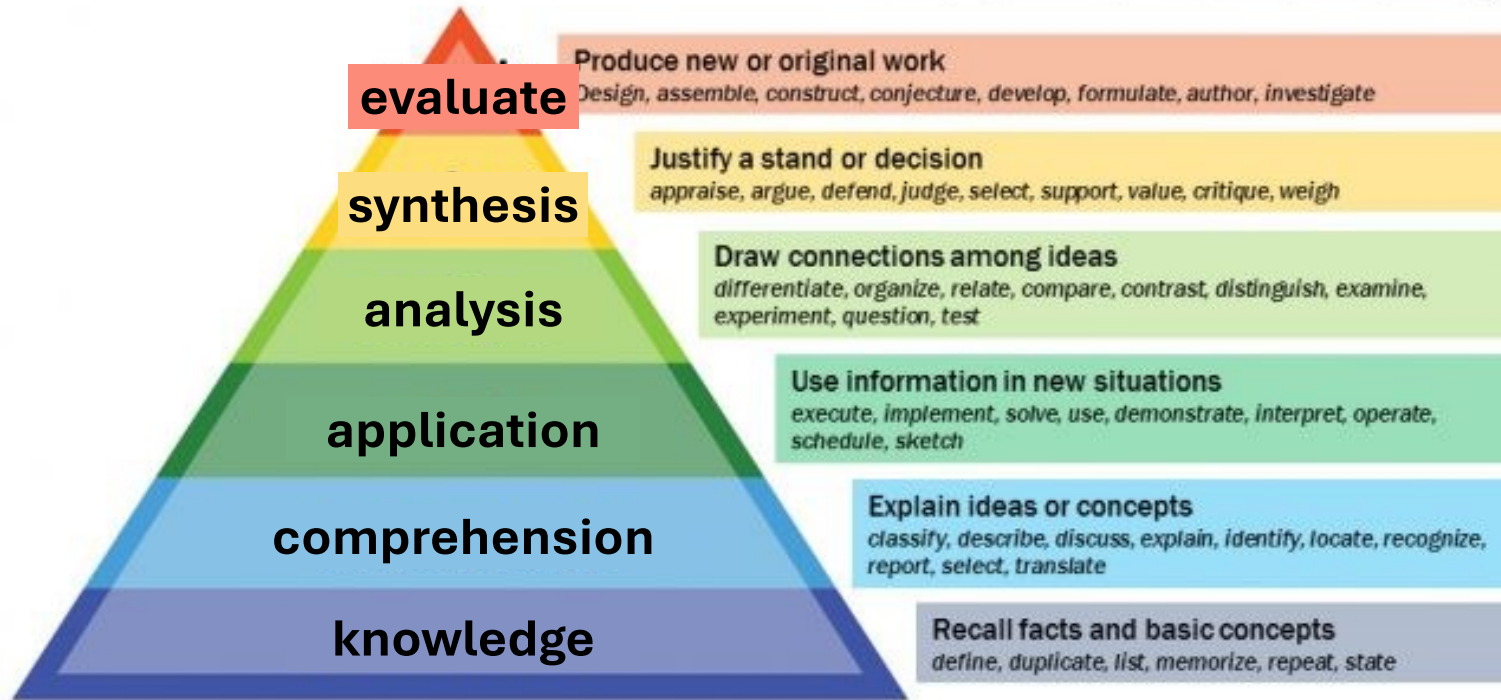 evaluate
Produce new or original work
Design, assemble, construct, conjecture, develop, formulate, author, investigate
synthesis
Justify a stand or decision
appraise, argue, defend, judge, select, support, value, critique, weigh
analysis
Draw connections among ideas
differentiate, organize, relate, compare, contrast, distinguish, examine,
experiment, question, test
application
Use information in new situations
execute, implement, solve, use, demonstrate, interpret, operate,
schedule, sketch
comprehension
Explain ideas or concepts
classify, describe, discuss, explain, identify, locate, recognize,
report, select, translate
knowledge
Recall facts and basic concepts
define, duplicate, list, memorize, repeat, state